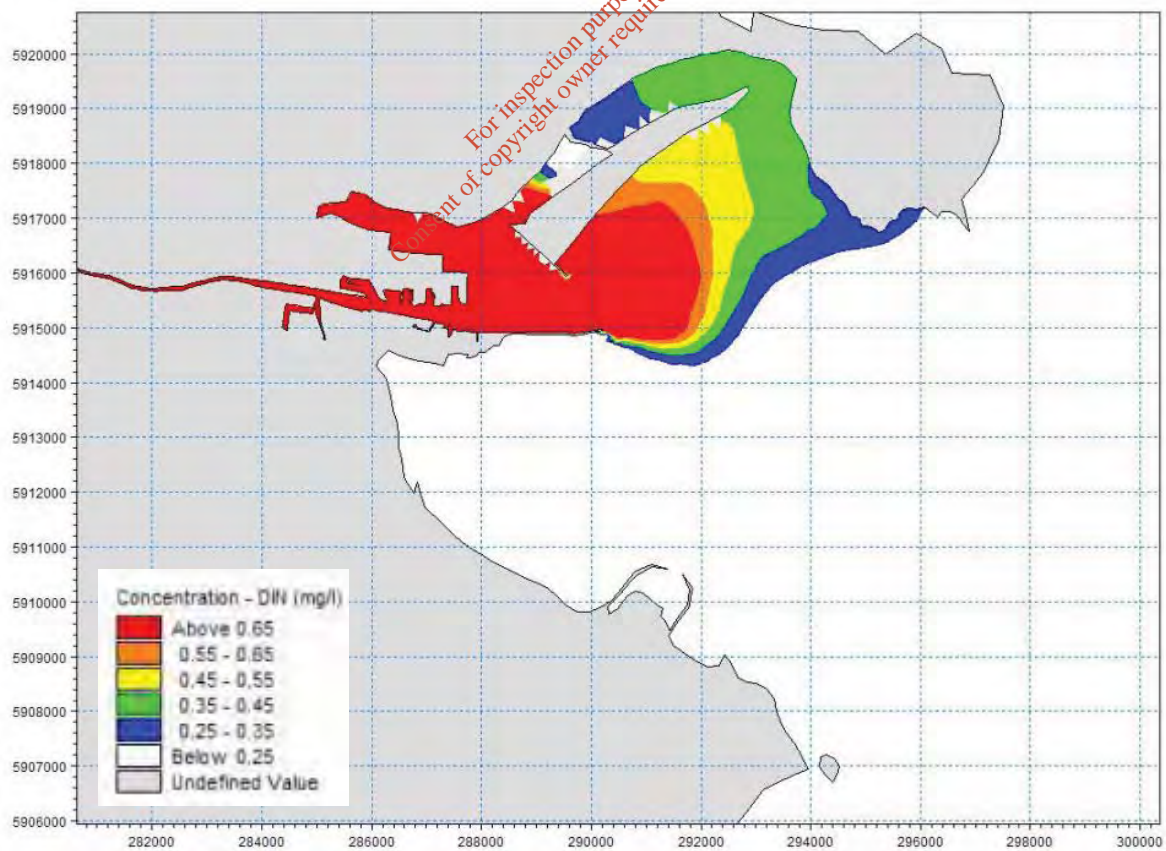 For inspection purpo
Consent of copyright owner require
5920000
5919000
5918000
5917000
5916000
5915000
5914000
5913000
5912000
5911000
5910000
5909000
5908000
5907000
5906000
Concentration - DIN (mg/l)
Above 0.65
0.55 - 0.65
0.45 - 0.55
0.35 - 0.45
0.25 - 0.35
Below 0.25
Undefined Value
282000 284000 286000 288000 290000 292000 294000 296000 298000 300000